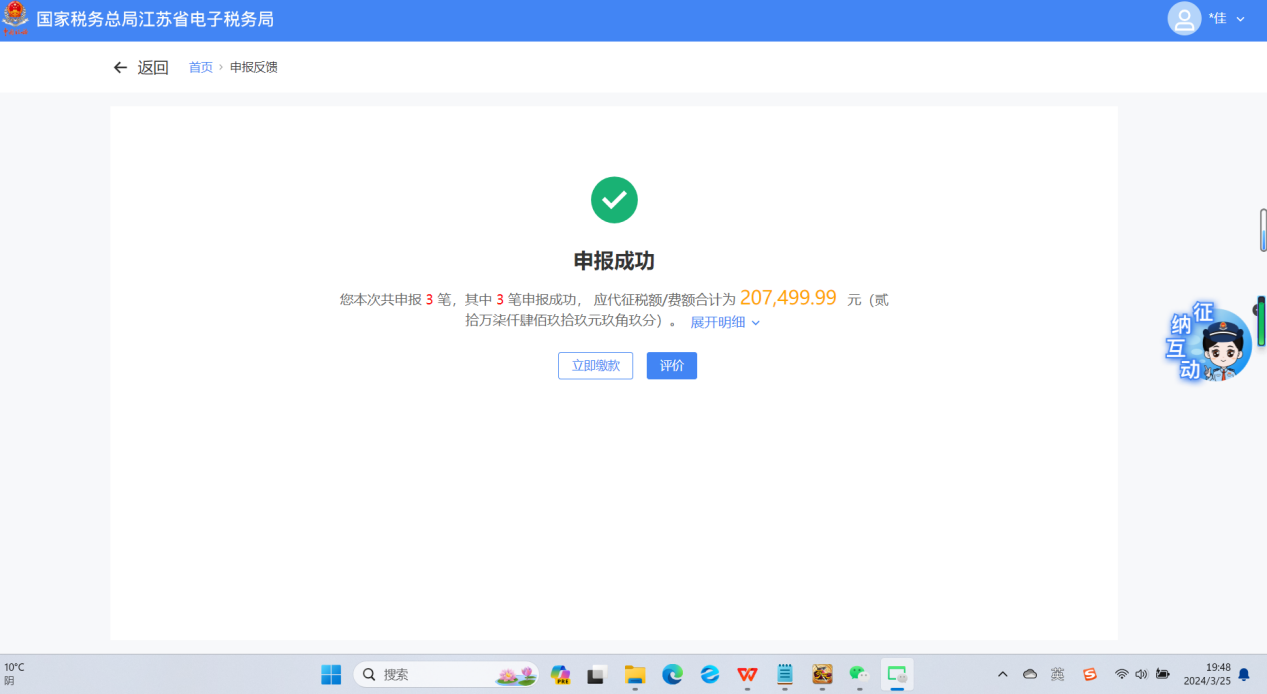 国家税务总局江苏省电子税务局
*佳
返回 首页 › 申报反馈
申报成功
您本次共申报 3 笔，其中 3 笔申报成功， 应代征税额/费额合计为 207,499.99 元（贰
拾万柒仟肆佰玖拾玖元玖角玖分）。 展开明细
立即缴款 评价
征
纳
互
动
10°C
阴
搜索
PRE
英
19:48
2024/3/25